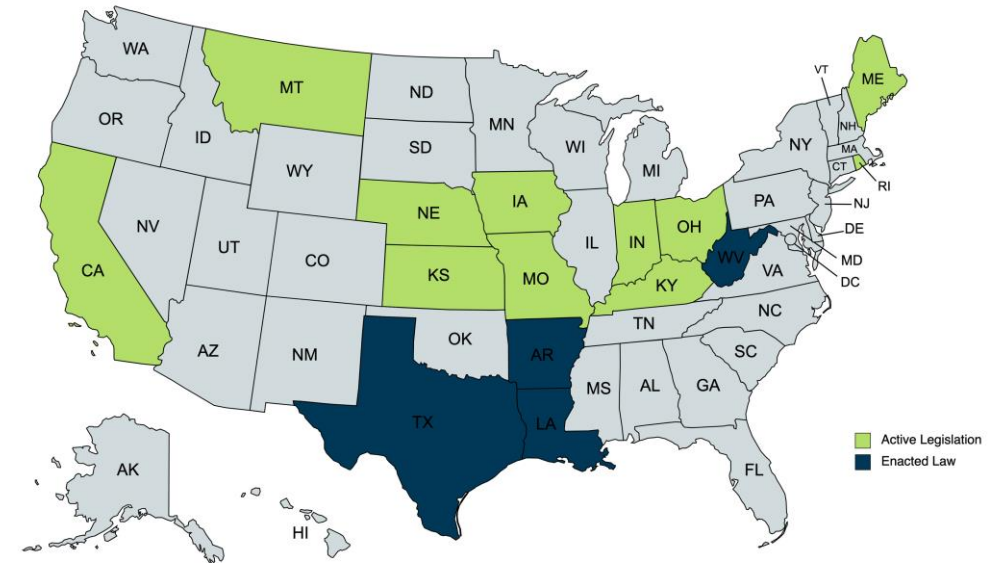 WA
MT
ND
MN
VT
ME
OR
ID
SD
WI
MI
NY
NH
MA
CT
RI
WY
NE
IA
PA
NJ
NV
UT
CO
KS
MO
IL
IN
OH
WV
VA
DE
MD
DC
CA
KY
AZ
NM
OK
AR
TN
NC
SC
TX
LA
MS
AL
GA
FL
AK
HI
Active Legislation
Enacted Law